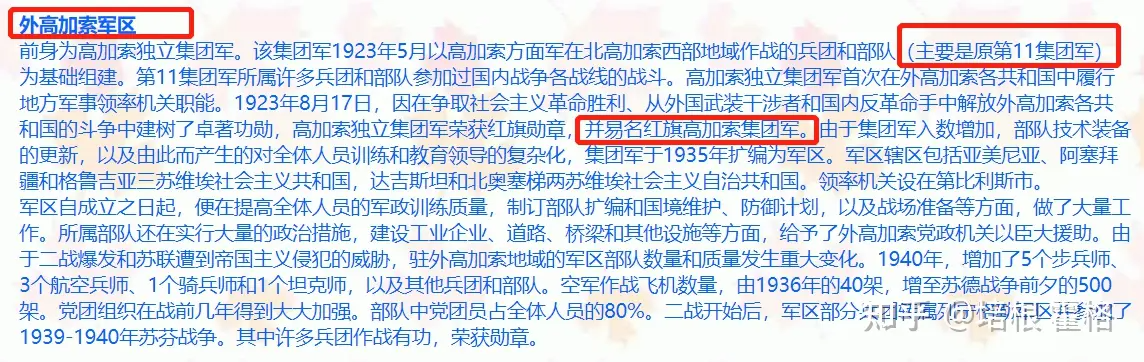 外高加索军区
前身为高加索独立集团军。该集团军1923年5月以高加索方面军在北高加索西部地域作战的兵团和部队（主要是原第11集团军）
为基础组建。第11集团军所属许多兵团和部队参加过国内战争各战线的战斗。高加索独立集团军首次在外高加索各共和国中履行
地方军事领率机关职能。1923年8月17日，因在争取社会主义革命胜利、从外国武装干涉者和国内反革命手中解放外高加索各共
和国的斗争中建树了卓著功勋，高加索独立集团军荣获红旗勋章，并易名红旗高加索集团军。由于集团军入数增加，部队技术装备
的更新，以及由此而产生的对全体人员训练和教育领导的复杂化，集团军于1935年扩编为军区。军区辖区包括亚美尼亚、阿塞拜
疆和格鲁吉亚三苏维埃社会主义共和国，达吉斯坦和北奥塞梯两苏维埃社会主义自治共和国。领率机关设在第比利斯市。
军区自成立之日起，便在提高全体人员的军政训练质量，制订部队扩编和国境维护、防御计划，以及战场准备等方面，做了大量工
作。所属部队还在实行大量的政治措施，建设工业企业、道路、桥梁和其他设施等方面，给予了外高加索党政机关以臣大援助。由
于二战爆发和苏联遭到帝国主义侵犯的威胁，驻外高加索地域的军区部队数量和质量发生重大变化。1940年，增加了5个步兵师、
3个航空兵师、1个骑兵师和1个坦克师，以及其他兵团和部队。空军作战飞机数量，由1936年的40架，增至苏德战争前夕的500
架。党团组织在战前几年得到大大加强。部队中党团员占全体人员的80%。二战开始后，军区部分兵团转属列宁格勒军区并参加了
1939-1940年苏芬战争。其中许多兵团作战有功，荣获勋章。
知乎 @培根 霍格